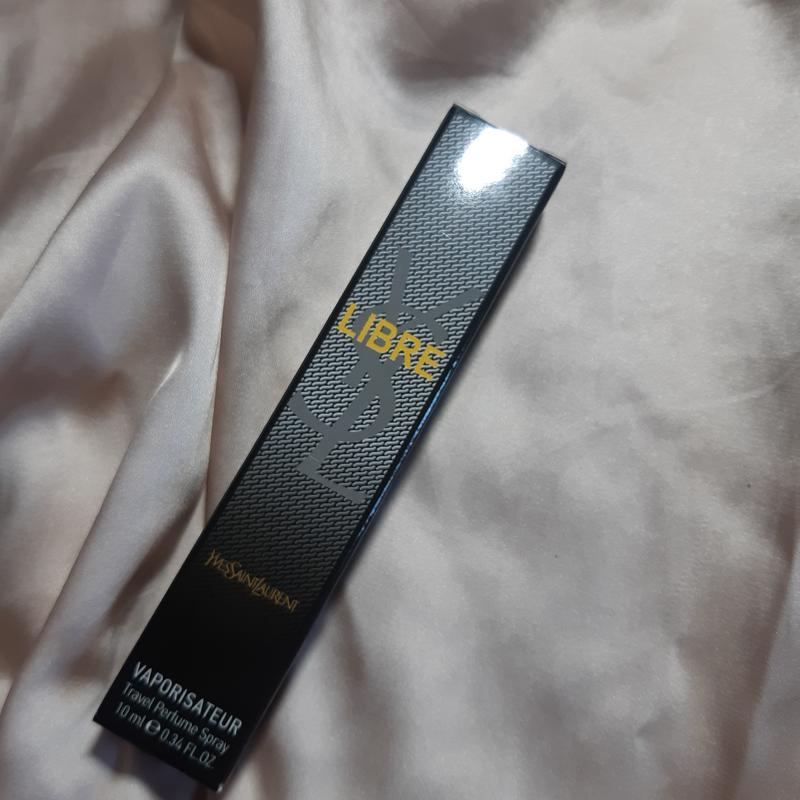 LIBRE
YSL
YVESSAINTLAURENT
VAPORISATEUR
Travel Perfume Spray
10 ml ℮ 0.34 FL.OZ